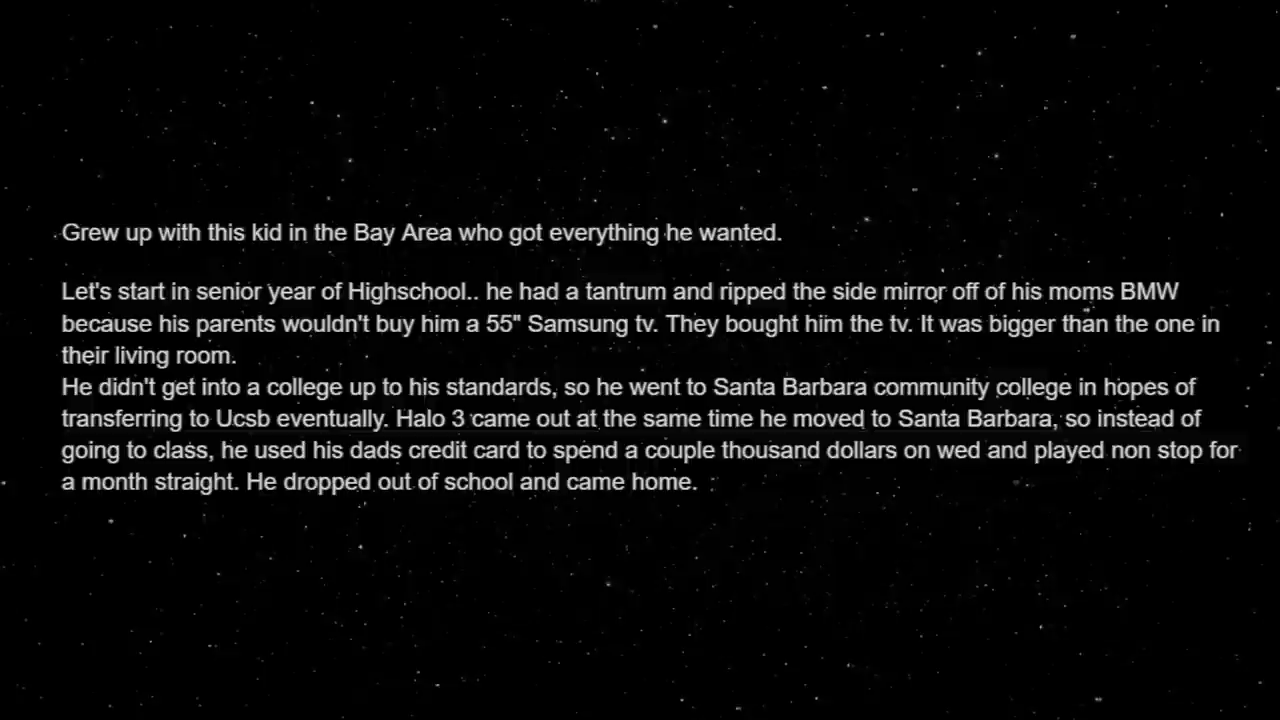 Grew up with this kid in the Bay Area who got everything he wanted.
Let's start in senior year of Highschool.. he had a tantrum and ripped the side mirror off of his moms BMW
because his parents wouldn't buy him a 55" Samsung tv. They bought him the tv. It was bigger than the one in
their living room.
He didn't get into a college up to his standards, so he went to Santa Barbara community college in hopes of
transferring to Ucsb eventually. Halo 3 came out at the same time he moved to Santa Barbara, so instead of
going to class, he used his dads credit card to spend a couple thousand dollars on wed and played non stop for
a month straight. He dropped out of school and came home.